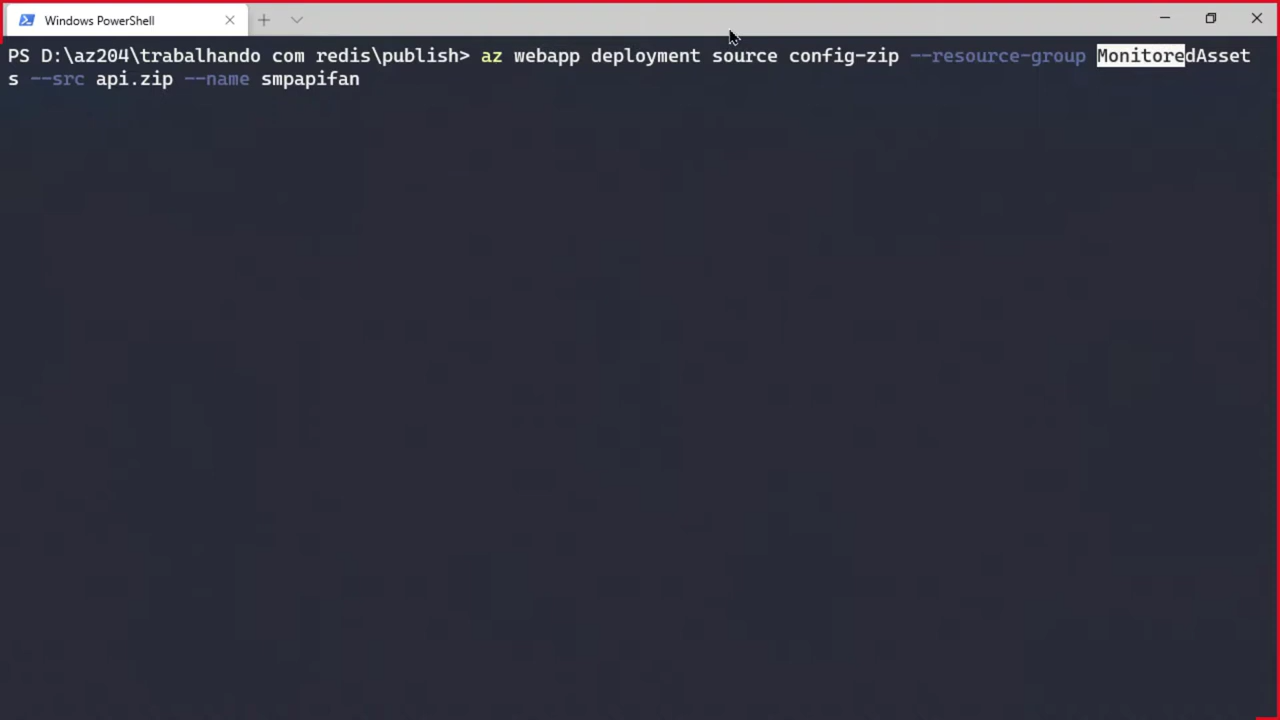 Windows PowerShell
PS D:\az204\trabalhando com redis\publish> az webapp deployment source config-zip --resource-group MonitoredAsset
s --src api.zip --name smpapifan